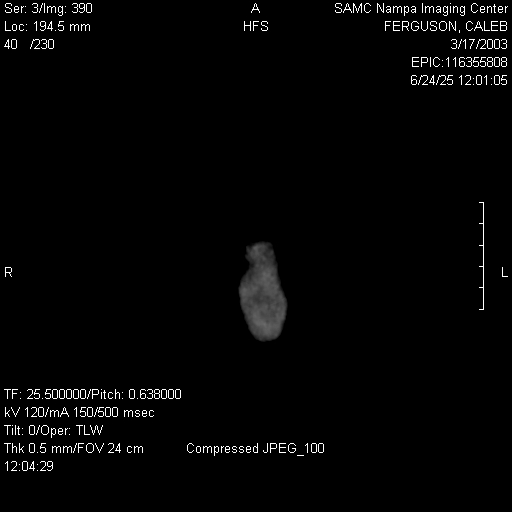 Ser: 3/Img: 390
Loc: 194.5 mm
40 /230
A
HFS
SAMC Nampa Imaging Center
FERGUSON, CALEB
3/17/2003
EPIC:116355808
6/24/25 12:01:05
R
L
TF: 25.500000/Pitch: 0.638000
kV 120/mA 150/500 msec
Tilt: 0/Oper: TLW
Thk 0.5 mm/FOV 24 cm
Compressed JPEG_100
12:04:29